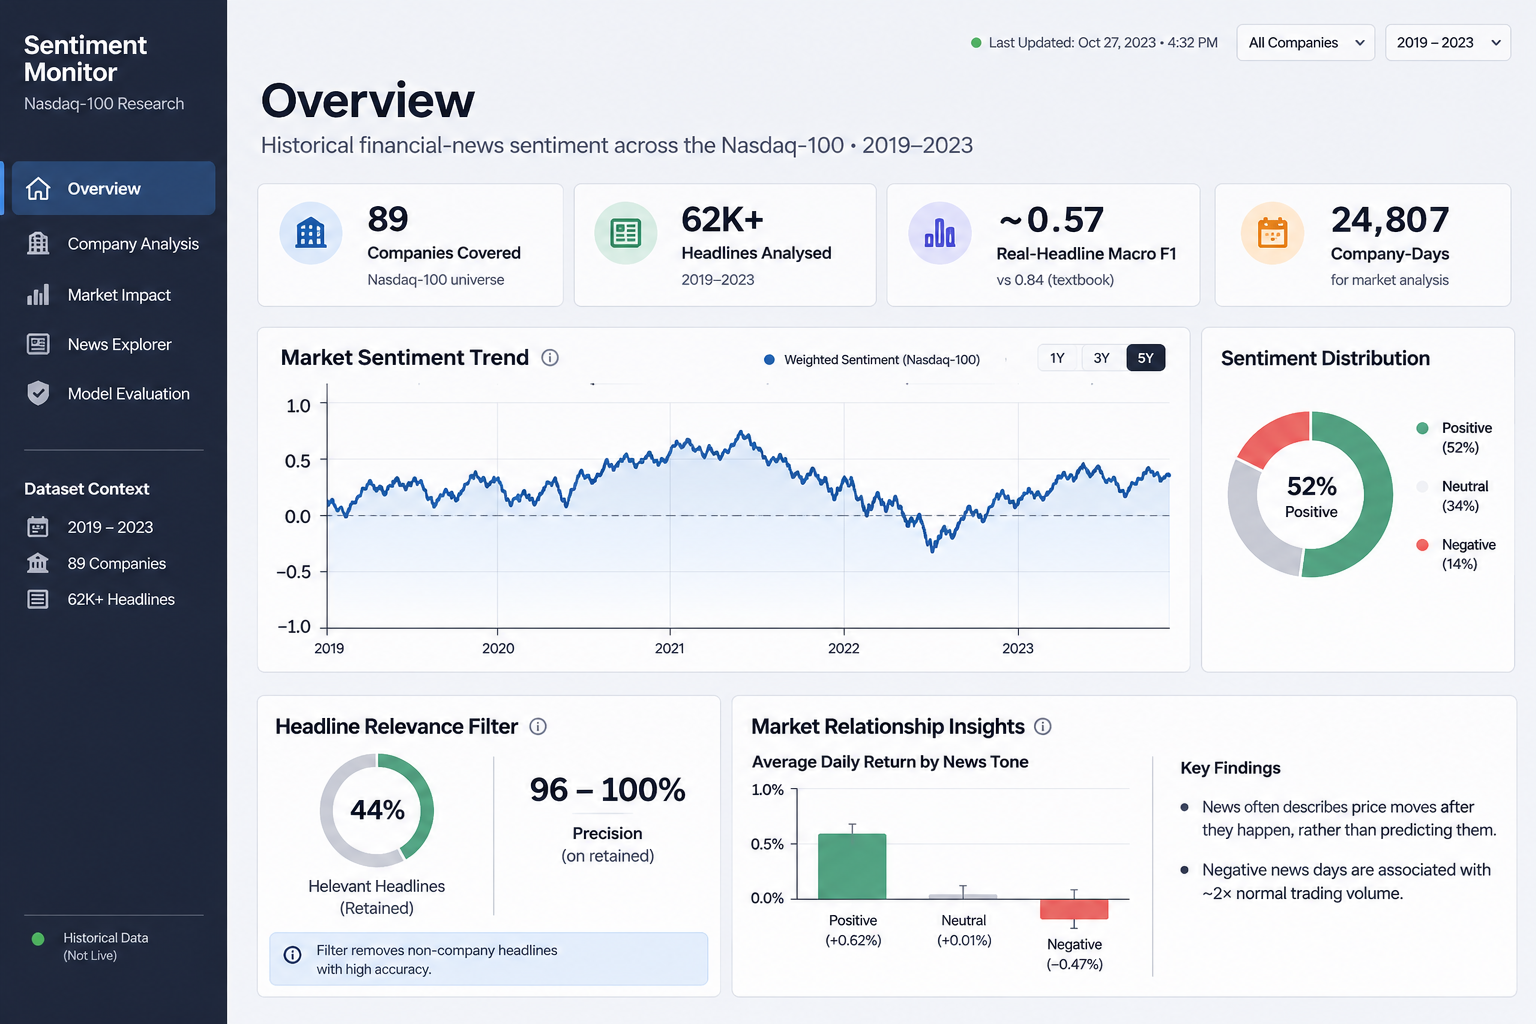 Sentiment
Monitor
Nasdaq-100 Research
Overview
Company Analysis
Market Impact
News Explorer
Model Evaluation
Dataset Context
2019 – 2023
89 Companies
62K+ Headlines
Historical Data
(Not Live)
Last Updated: Oct 27, 2023 • 4:32 PM
All Companies
2019 – 2023
Overview
Historical financial-news sentiment across the Nasdaq-100 • 2019–2023
89
Companies Covered
Nasdaq-100 universe
62K+
Headlines Analysed
2019–2023
~0.57
Real-Headline Macro F1
vs 0.84 (textbook)
24,807
Company-Days
for market analysis
Market Sentiment Trend
Weighted Sentiment (Nasdaq-100)
1Y 3Y 5Y
1.0
0.5
0.0
−0.5
−1.0
2019 2020 2021 2022 2023
Sentiment Distribution
52%
Positive
Positive
(52%)
Neutral
(34%)
Negative
(14%)
Headline Relevance Filter
44%
Helevant Headlines
(Retained)
96 – 100%
Precision
(on retained)
Filter removes non-company headlines
with high accuracy.
Market Relationship Insights
Average Daily Return by News Tone
1.0%
0.5%
0.0%
Positive
(+0.62%)
Neutral
(+0.01%)
Negative
(−0.47%)
Key Findings
News often describes price moves after
they happen, rather than predicting them.
Negative news days are associated with
~2× normal trading volume.